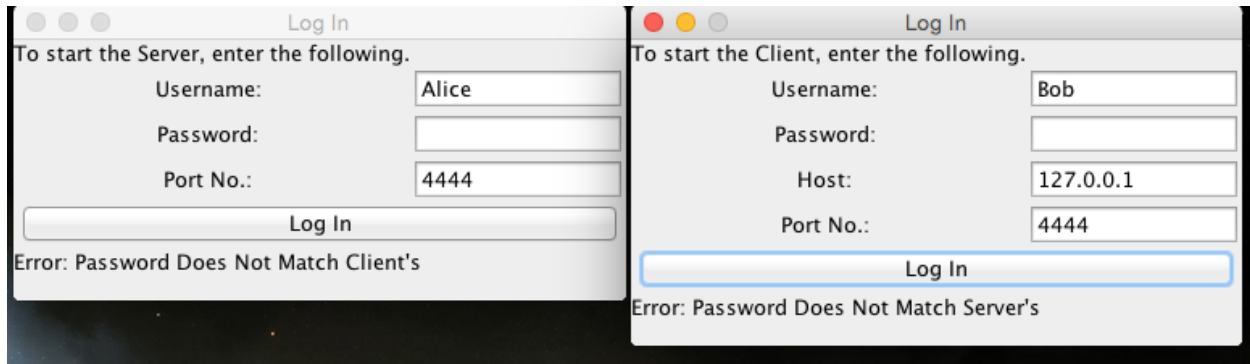 Log In
To start the Server, enter the following.
Username: Alice
Password:
Port No.: 4444
Log In
Error: Password Does Not Match Client's
Log In
To start the Client, enter the following.
Username: Bob
Password:
Host: 127.0.0.1
Port No.: 4444
Log In
Error: Password Does Not Match Server's